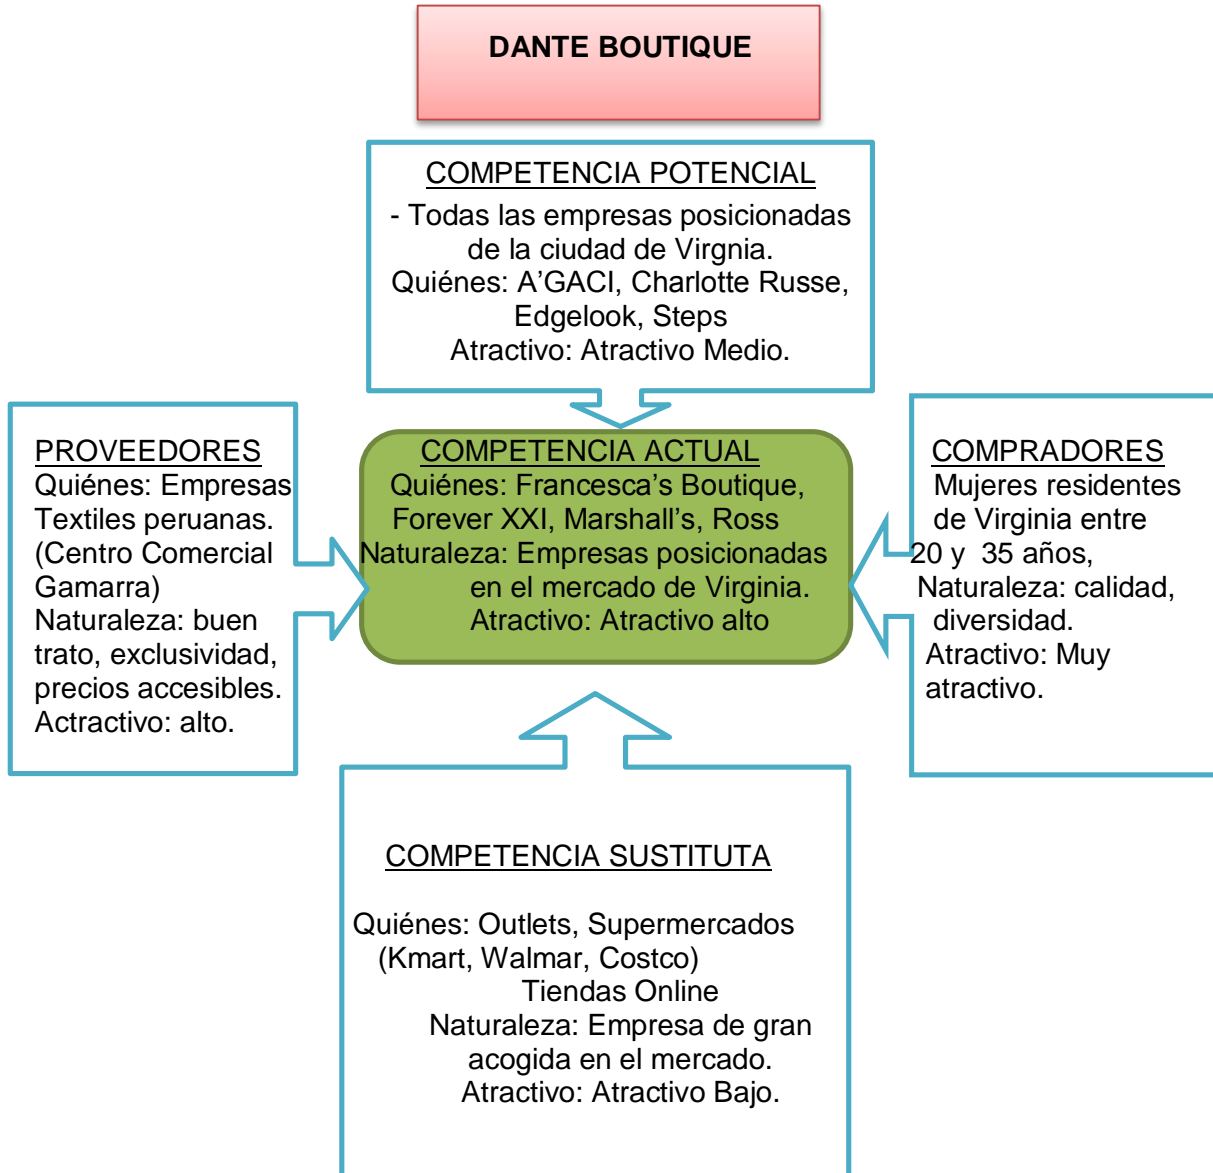 DANTE BOUTIQUE
COMPETENCIA POTENCIAL
- Todas las empresas posicionadas
de la ciudad de Virgnia.
Quiénes: A’GACI, Charlotte Russe,
Edgelook, Steps
Atractivo: Atractivo Medio.
PROVEEDORES
Quiénes: Empresas
Textiles peruanas.
(Centro Comercial
Gamarra)
Naturaleza: buen
trato, exclusividad,
precios accesibles.
Actractivo: alto.
COMPETENCIA ACTUAL
Quiénes: Francesca’s Boutique,
Forever XXI, Marshall’s, Ross
Naturaleza: Empresas posicionadas
en el mercado de Virginia.
Atractivo: Atractivo alto
COMPRADORES
Mujeres residentes
de Virginia entre
20 y 35 años,
Naturaleza: calidad,
diversidad.
Atractivo: Muy
atractivo.
COMPETENCIA SUSTITUTA
Quiénes: Outlets, Supermercados
(Kmart, Walmar, Costco)
Tiendas Online
Naturaleza: Empresa de gran
acogida en el mercado.
Atractivo: Atractivo Bajo.